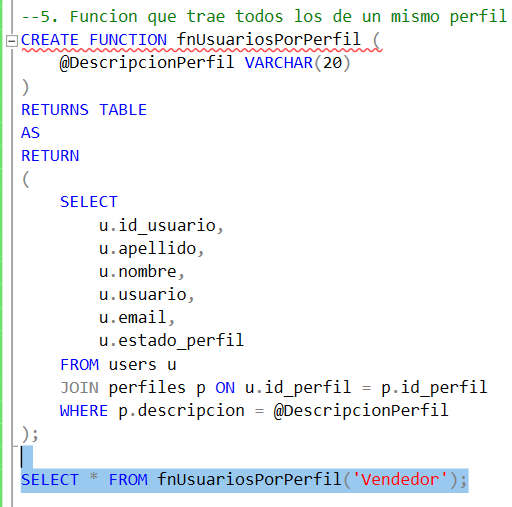 --5. Funcion que trae todos los de un mismo perfil
CREATE FUNCTION fnUsuariosPorPerfil (
    @DescripcionPerfil VARCHAR(20)
)
RETURNS TABLE
AS
RETURN
(
    SELECT
        u.id_usuario,
        u.apellido,
        u.nombre,
        u.usuario,
        u.email,
        u.estado_perfil
    FROM users u
    JOIN perfiles p ON u.id_perfil = p.id_perfil
    WHERE p.descripcion = @DescripcionPerfil
);
SELECT * FROM fnUsuariosPorPerfil('Vendedor');